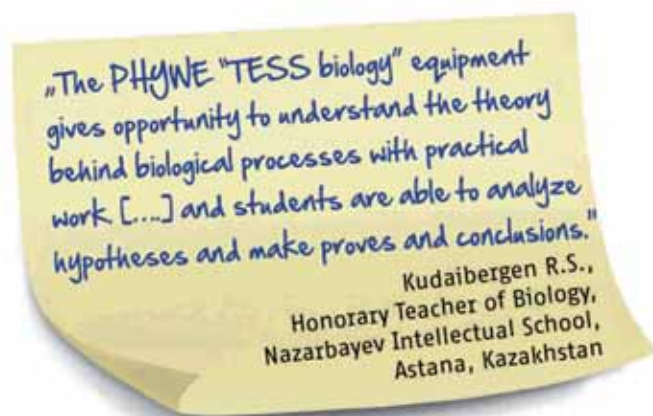 „The PHYWE "TESS biology" equipment
gives opportunity to understand the theory
behind biological processes with practical
work [....] and students are able to analyze
hypotheses and make proves and conclusions."
Kudaibergen R.S.,
Honorary Teacher of Biology,
Nazarbayev Intellectual School,
Astana, Kazakhstan